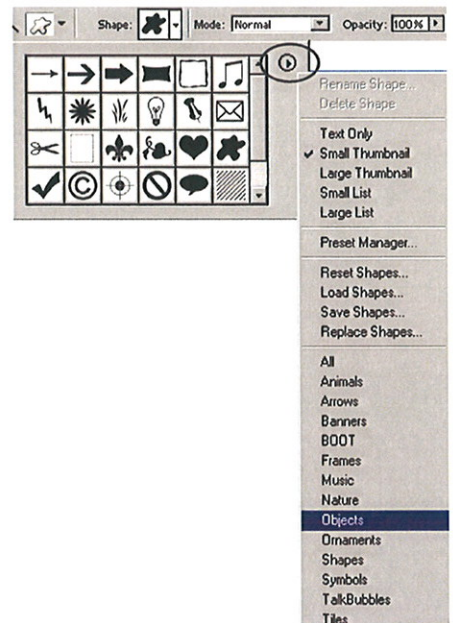 Shape: Mode: Normal Opacity: 100%
Rename Shape...
Delete Shape
Text Only
Small Thumbnail
Large Thumbnail
Small List
Large List
Preset Manager...
Reset Shapes...
Load Shapes...
Save Shapes...
Replace Shapes...
All
Animals
Arrows
Banners
BOOT
Frames
Music
Nature
Objects
Ornaments
Shapes
Symbols
TalkBubbles
Tiles